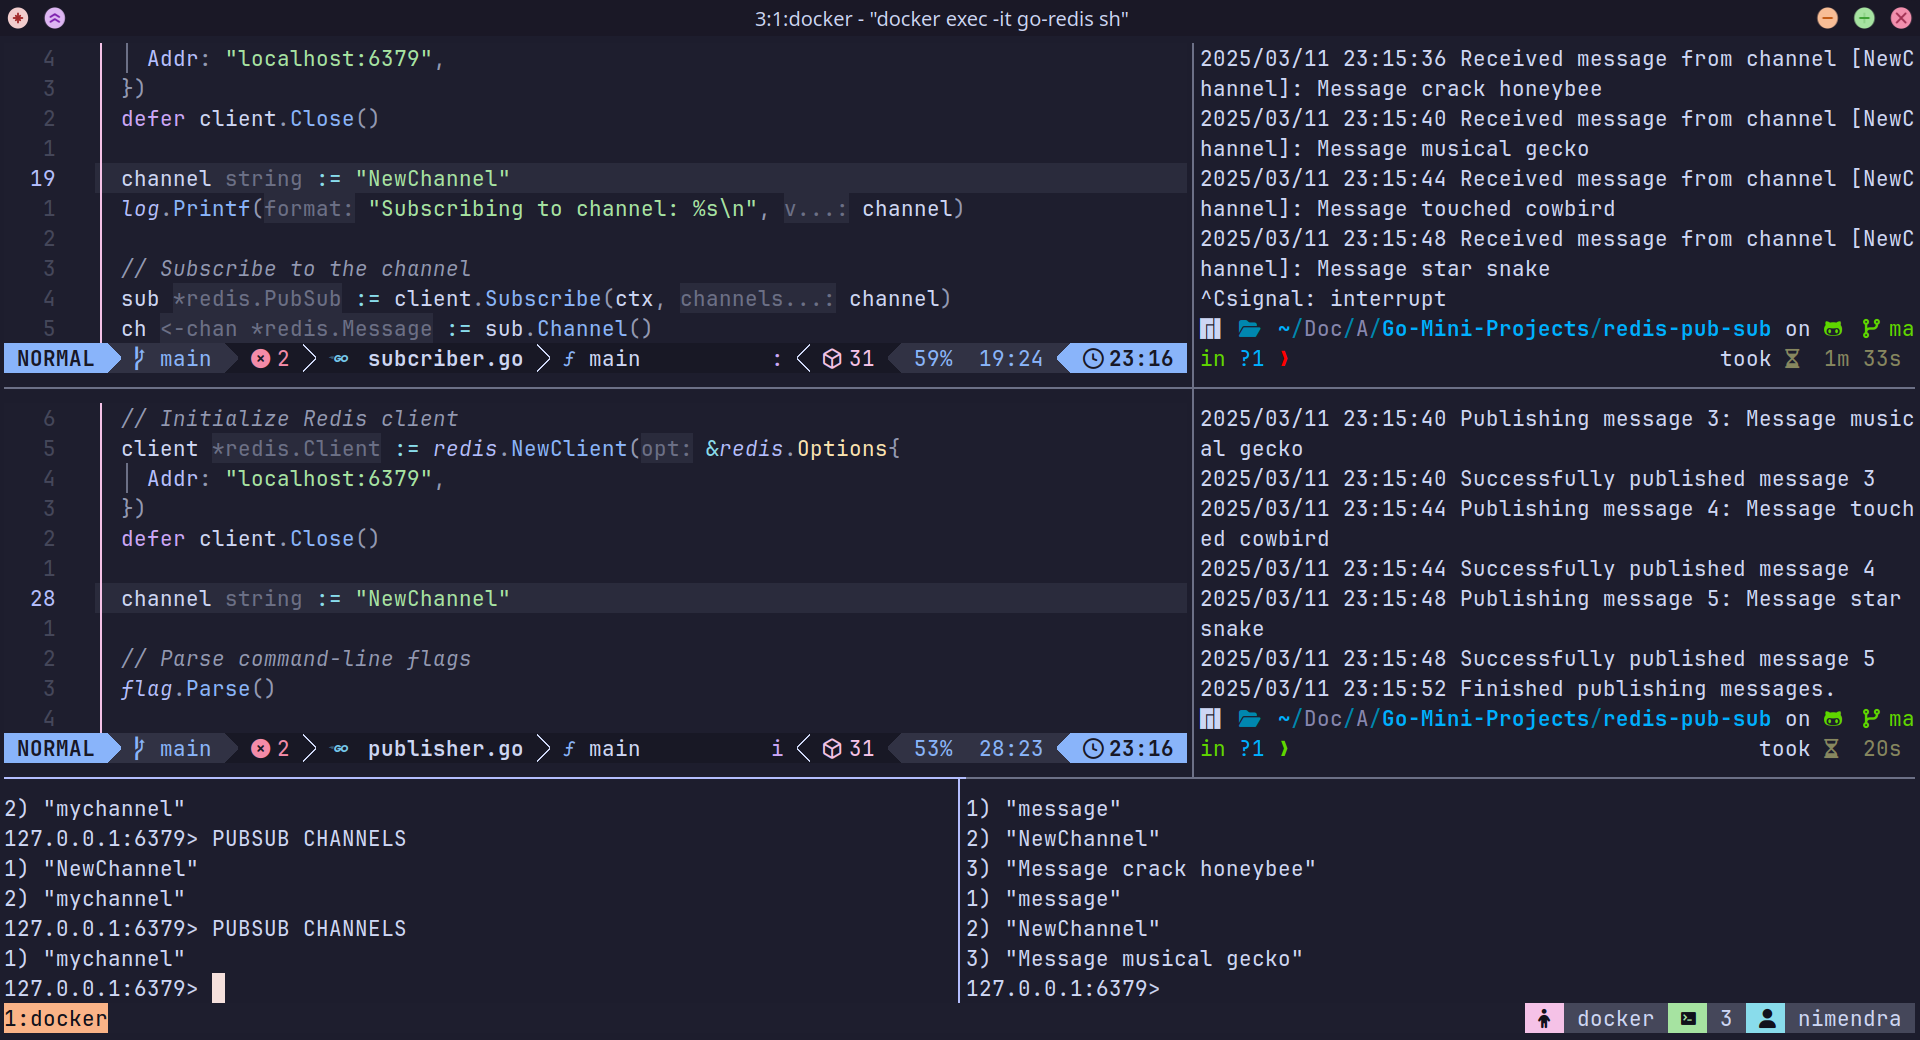 3:1:docker - "docker exec -it go-redis sh"
4 Addr: "localhost:6379",
3 })
2 defer client.Close()
1
19 channel string := "NewChannel"
1 log.Printf(format: "Subscribing to channel: %s\n", v...: channel)
2
3 // Subscribe to the channel
4 sub *redis.PubSub := client.Subscribe(ctx, channels...: channel)
5 ch <-chan *redis.Message := sub.Channel()
NORMAL main 2 GO subcriber.go f main : 31 59% 19:24 23:16
2025/03/11 23:15:36 Received message from channel [NewC
hannel]: Message crack honeybee
2025/03/11 23:15:40 Received message from channel [NewC
hannel]: Message musical gecko
2025/03/11 23:15:44 Received message from channel [NewC
hannel]: Message touched cowbird
2025/03/11 23:15:48 Received message from channel [NewC
hannel]: Message star snake
^Csignal: interrupt
~/Doc/A/Go-Mini-Projects/redis-pub-sub on ma
in ?1 ❯ took 1m 33s
6 // Initialize Redis client
5 client *redis.Client := redis.NewClient(opt: &redis.Options{
4 Addr: "localhost:6379",
3 })
2 defer client.Close()
1
28 channel string := "NewChannel"
1
2 // Parse command-line flags
3 flag.Parse()
4
NORMAL main 2 GO publisher.go f main i 31 53% 28:23 23:16
2025/03/11 23:15:40 Publishing message 3: Message music
al gecko
2025/03/11 23:15:40 Successfully published message 3
2025/03/11 23:15:44 Publishing message 4: Message touch
ed cowbird
2025/03/11 23:15:44 Successfully published message 4
2025/03/11 23:15:48 Publishing message 5: Message star
snake
2025/03/11 23:15:48 Successfully published message 5
2025/03/11 23:15:52 Finished publishing messages.
~/Doc/A/Go-Mini-Projects/redis-pub-sub on ma
in ?1 ❯ took 20s
2) "mychannel"
127.0.0.1:6379> PUBSUB CHANNELS
1) "NewChannel"
2) "mychannel"
127.0.0.1:6379> PUBSUB CHANNELS
1) "mychannel"
127.0.0.1:6379>
1) "message"
2) "NewChannel"
3) "Message crack honeybee"
1) "message"
2) "NewChannel"
3) "Message musical gecko"
127.0.0.1:6379>
1:docker
docker 3 nimendra